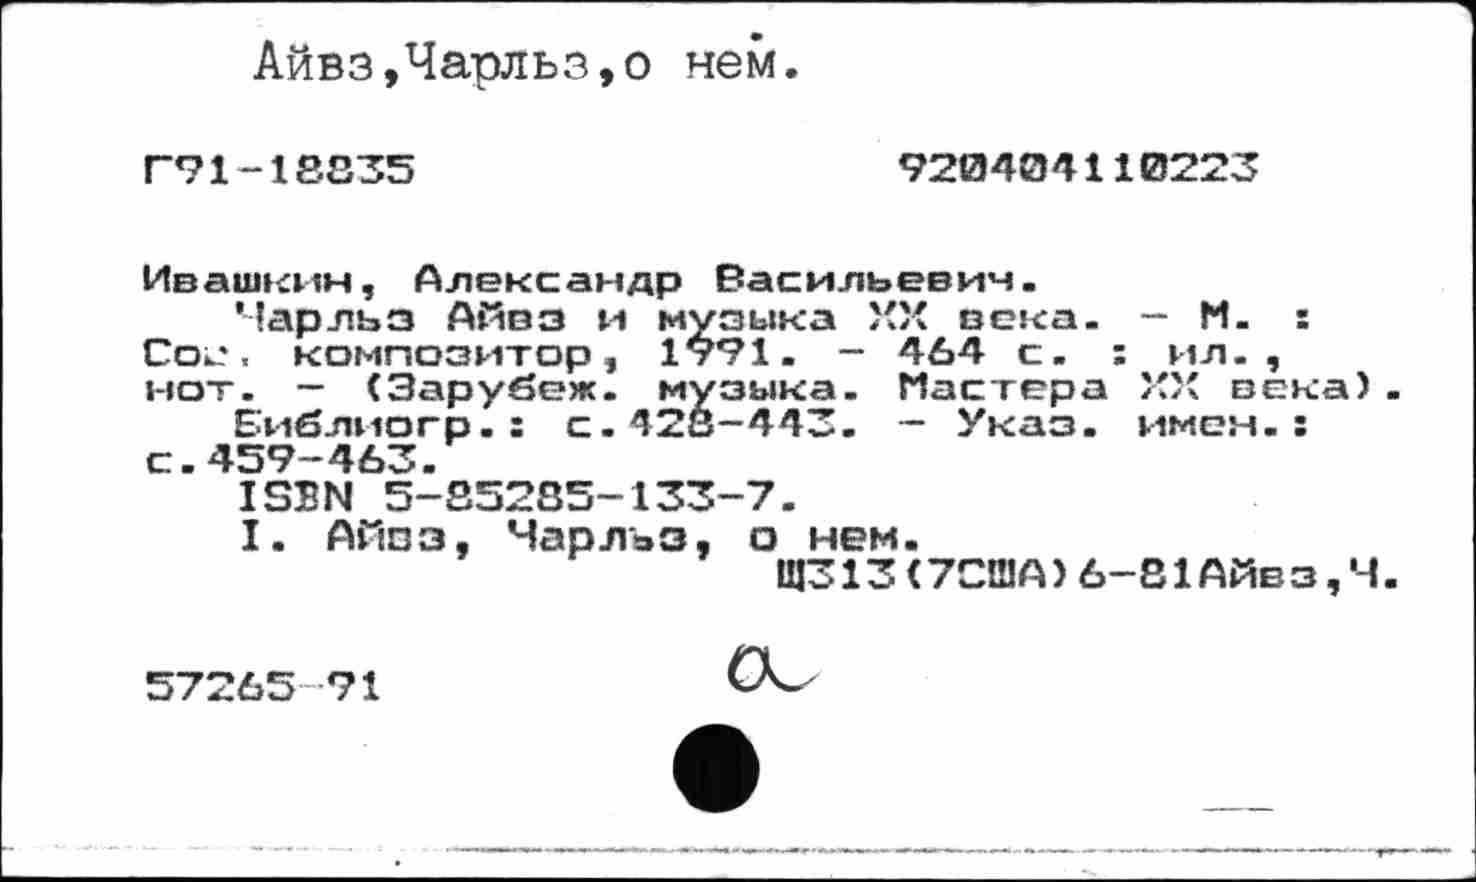 Айвз,Чарльз,о нем.
Г91-18835 920404110223
Ивашкин, Александр Васильевич.
Чарльз Айвз и музыка XX века. - М. :
Сов. композитор, 1991. - 464 с. : ил.,
нот. - (Зарубеж. музыка. Мастера XX века).
Библиогр.: с.428-443. - Указ. имен.:
с.459-463.
ISBN 5-85285-133-7.
I. Айвз, Чарльз, о нем.
Щ313(7США)6-81Айвз,Ч.
а
57265-91